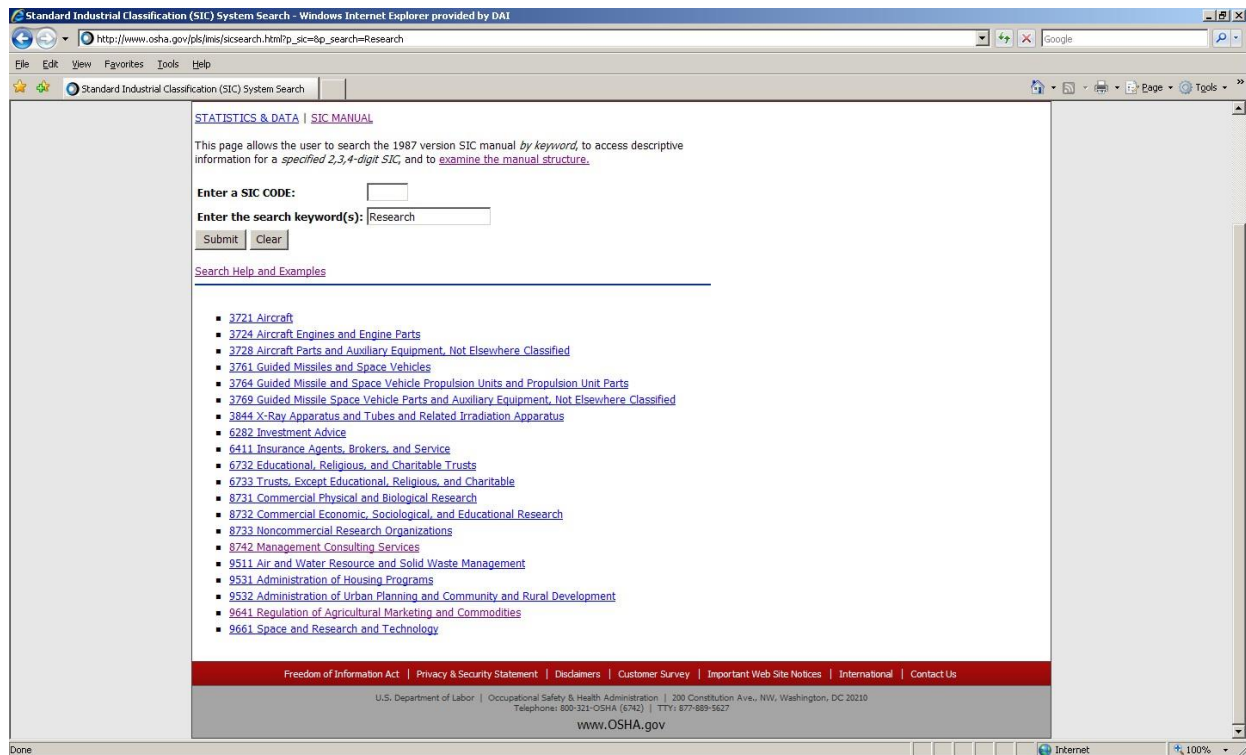 Standard Industrial Classification (SIC) System Search - Windows Internet Explorer provided by DAI
http://www.osha.gov/pls/imis/sicsearch.html?p_sic=&p_search=Research
Google
File Edit View Favorites Tools Help
Standard Industrial Classification (SIC) System Search
Page Tools »
STATISTICS & DATA | SIC MANUAL
This page allows the user to search the 1987 version SIC manual by keyword, to access descriptive
information for a specified 2,3,4-digit SIC, and to examine the manual structure.
Enter a SIC CODE:
Enter the search keyword(s): Research
Submit Clear
Search Help and Examples
3721 Aircraft
3724 Aircraft Engines and Engine Parts
3728 Aircraft Parts and Auxiliary Equipment, Not Elsewhere Classified
3761 Guided Missiles and Space Vehicles
3764 Guided Missile and Space Vehicle Propulsion Units and Propulsion Unit Parts
3769 Guided Missile Space Vehicle Parts and Auxiliary Equipment, Not Elsewhere Classified
3844 X-Ray Apparatus and Tubes and Related Irradiation Apparatus
6282 Investment Advice
6411 Insurance Agents, Brokers, and Service
6732 Educational, Religious, and Charitable Trusts
6733 Trusts, Except Educational, Religious, and Charitable
8731 Commercial Physical and Biological Research
8732 Commercial Economic, Sociological, and Educational Research
8733 Noncommercial Research Organizations
8742 Management Consulting Services
9511 Air and Water Resource and Solid Waste Management
9531 Administration of Housing Programs
9532 Administration of Urban Planning and Community and Rural Development
9641 Regulation of Agricultural Marketing and Commodities
9661 Space and Research and Technology
Freedom of Information Act | Privacy & Security Statement | Disclaimers | Customer Survey | Important Web Site Notices | International | Contact Us
U.S. Department of Labor | Occupational Safety & Health Administration | 200 Constitution Ave., NW, Washington, DC 20210
Telephone: 800-321-OSHA (6742) | TTY: 877-889-5627
www.OSHA.gov
Done Internet 100%